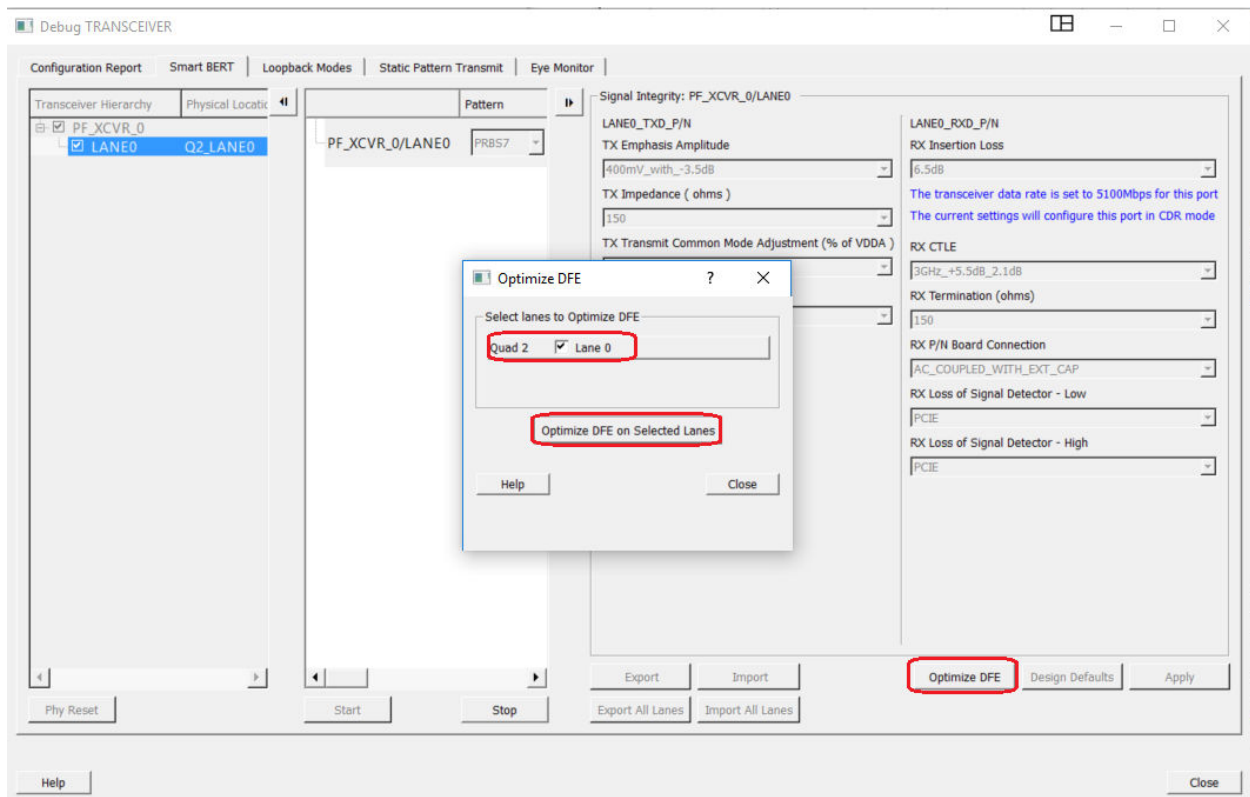 Debug TRANSCEIVER
Configuration Report
Smart BERT
Loopback Modes
Static Pattern Transmit
Eye Monitor
Transceiver Hierarchy
Physical Locatic
PF_XCVR_0
LANE0
Q2_LANE0
Pattern
PF_XCVR_0/LANE0
PRBS7
Signal Integrity: PF_XCVR_0/LANE0
LANE0_TXD_P/N
TX Emphasis Amplitude
400mV_with_-3.5dB
TX Impedance ( ohms )
150
TX Transmit Common Mode Adjustment (% of VDDA )
LANE0_RXD_P/N
RX Insertion Loss
6.5dB
The transceiver data rate is set to 5100Mbps for this port
The current settings will configure this port in CDR mode
RX CTLE
3GHz_+5.5dB_2.1dB
RX Termination (ohms)
150
RX P/N Board Connection
AC_COUPLED_WITH_EXT_CAP
RX Loss of Signal Detector - Low
PCIE
RX Loss of Signal Detector - High
PCIE
Optimize DFE
?
Select lanes to Optimize DFE
Quad 2
Lane 0
Optimize DFE on Selected Lanes
Help
Close
Export
Import
Optimize DFE
Design Defaults
Apply
Phy Reset
Start
Stop
Export All Lanes
Import All Lanes
Help
Close